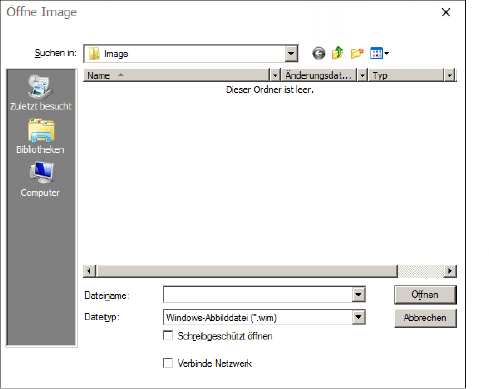 Öffne Image
Suchen in:
Image
Name
Änderungsdat...
Typ
Dieser Ordner ist leer.
Zuletzt besucht
Bibliotheken
Computer
Dateiname:
Öffnen
Dateityp:
Windows-Abbilddatei (*.wim)
Abbrechen
Schreibgeschützt öffnen
Verbinde Netzwerk